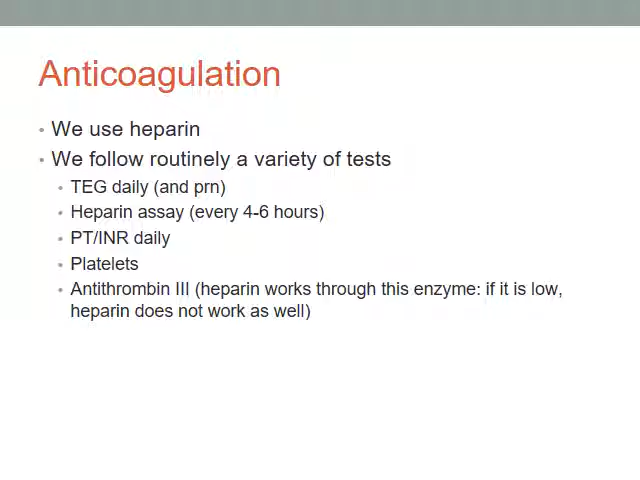 Anticoagulation
• We use heparin
• We follow routinely a variety of tests
• TEG daily (and prn)
• Heparin assay (every 4-6 hours)
• PT/INR daily
• Platelets
• Antithrombin III (heparin works through this enzyme: if it is low,
heparin does not work as well)